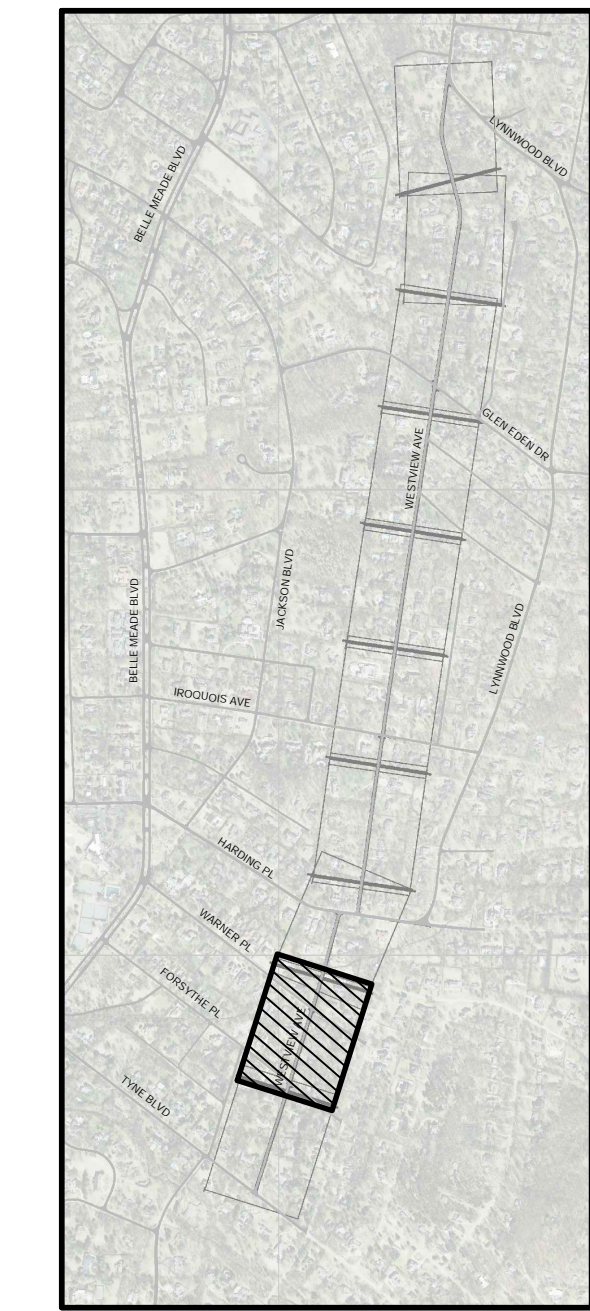 LYNNWOOD BLVD
BELLE MEADE BLVD
GLEN EDEN DR
WESTVIEW AVE
JACKSON BLVD
BELLE MEADE BLVD
LYNNWOOD BLVD
IROQUOIS AVE
HARDING PL
WARNER PL
FORSYTHE PL
WESTVIEW AVE
TYNE BLVD